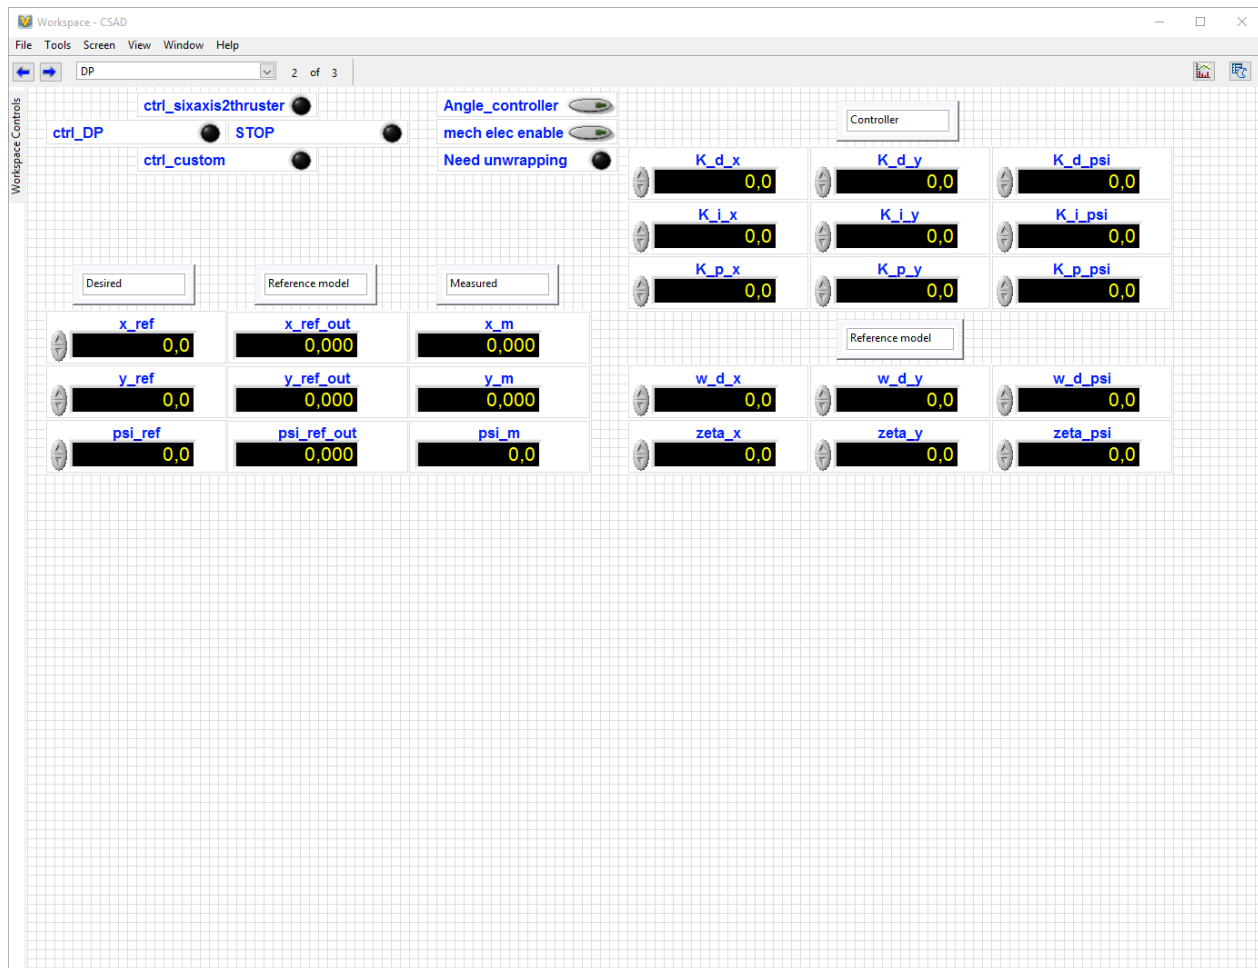 Workspace - CSAD
File Tools Screen View Window Help
DP 2 of 3
Workspace Controls
ctrl_sixaxis2thruster
ctrl_DP STOP
ctrl_custom
Angle_controller
mech elec enable
Need unwrapping
Controller
K_d_x K_d_y K_d_psi
0,0 0,0 0,0
K_i_x K_i_y K_i_psi
0,0 0,0 0,0
K_p_x K_p_y K_p_psi
0,0 0,0 0,0
Desired Reference model Measured
x_ref x_ref_out x_m
0,0 0,000 0,000
y_ref y_ref_out y_m
0,0 0,000 0,000
psi_ref psi_ref_out psi_m
0,0 0,000 0,0
Reference model
w_d_x w_d_y w_d_psi
0,0 0,0 0,0
zeta_x zeta_y zeta_psi
0,0 0,0 0,0